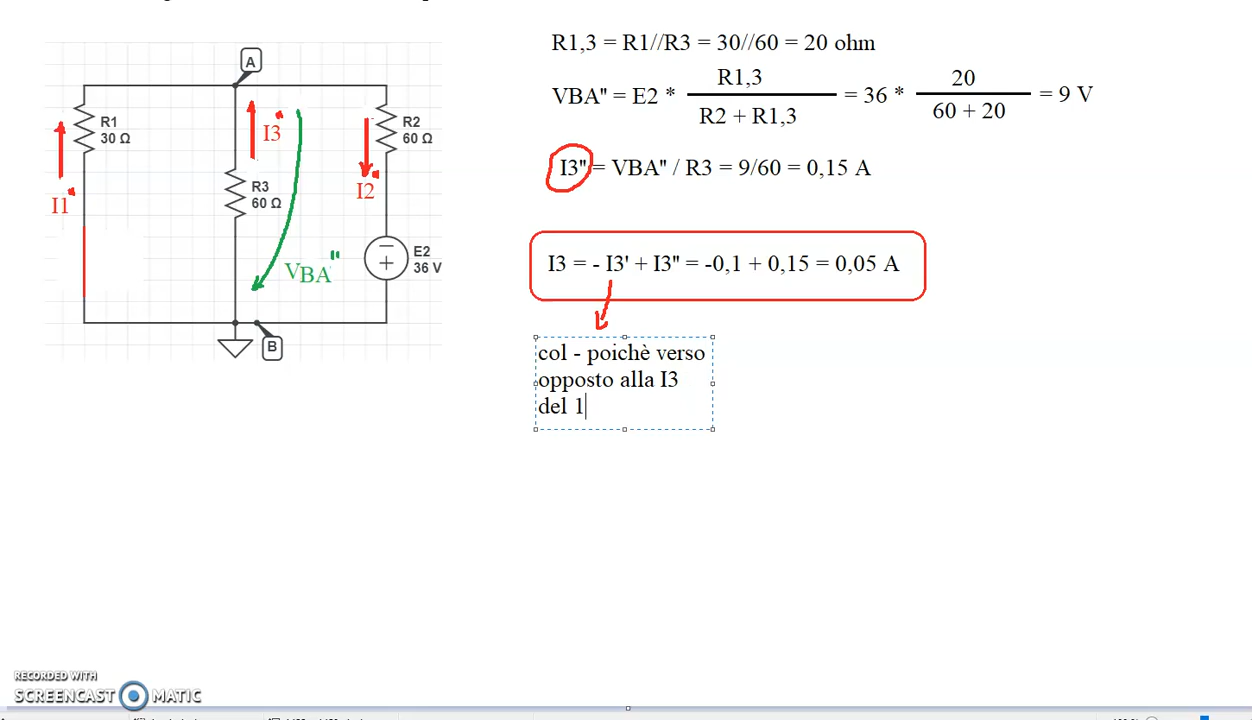 A
R1
30 Ω
I3"
R2
60 Ω
I1"
R3
60 Ω
I2"
E2
36 V
VBA"
B
R1,3 = R1//R3 = 30//60 = 20 ohm
VBA" = E2 * R1,3 / R2 + R1,3 = 36 * 20 / 60 + 20 = 9 V
I3" = VBA" / R3 = 9/60 = 0,15 A
I3 = - I3' + I3" = -0,1 + 0,15 = 0,05 A
col - poichè verso
opposto alla I3
del 1
RECORDED WITH
SCREENCAST MATIC